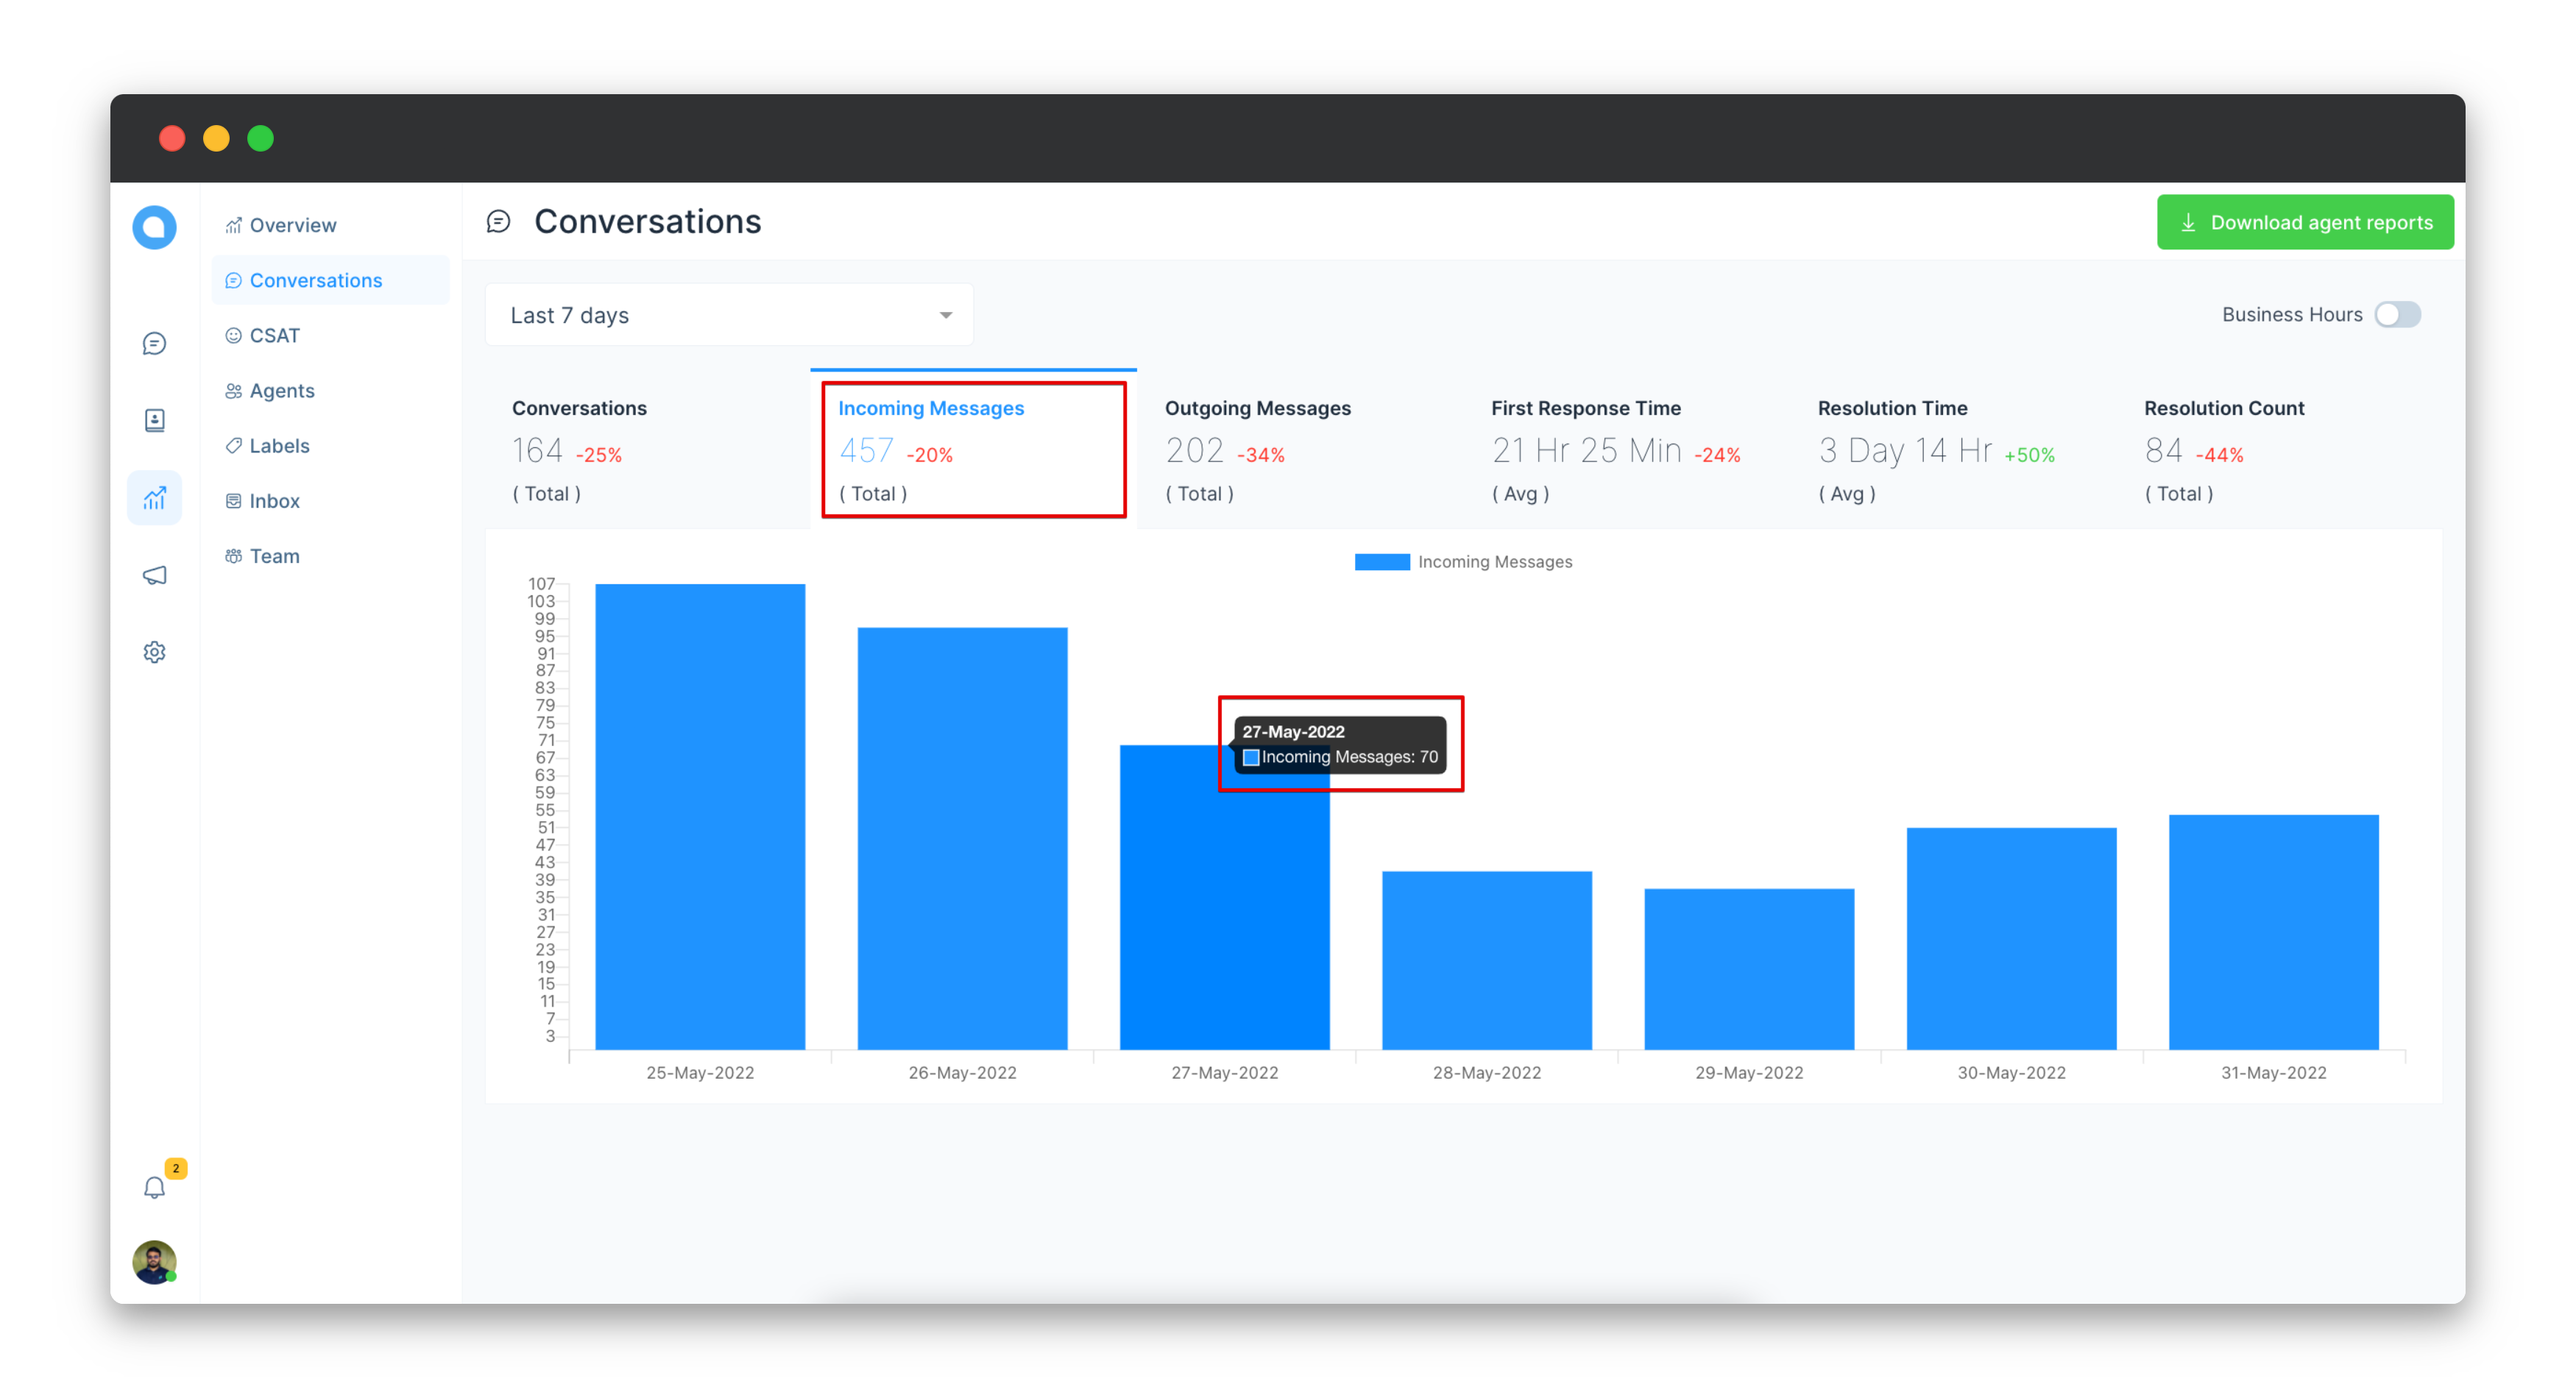 Overview
Conversations
CSAT
Agents
Labels
Inbox
Team
2
Conversations
Download agent reports
Last 7 days
Business Hours
Conversations
164 -25%
( Total )
Incoming Messages
457 -20%
( Total )
Outgoing Messages
202 -34%
( Total )
First Response Time
21 Hr 25 Min -24%
( Avg )
Resolution Time
3 Day 14 Hr +50%
( Avg )
Resolution Count
84 -44%
( Total )
Incoming Messages
107
103
99
95
91
87
83
79
75
71
67
63
59
55
51
47
43
39
35
31
27
23
19
15
11
7
3
27-May-2022
Incoming Messages: 70
25-May-2022
26-May-2022
27-May-2022
28-May-2022
29-May-2022
30-May-2022
31-May-2022